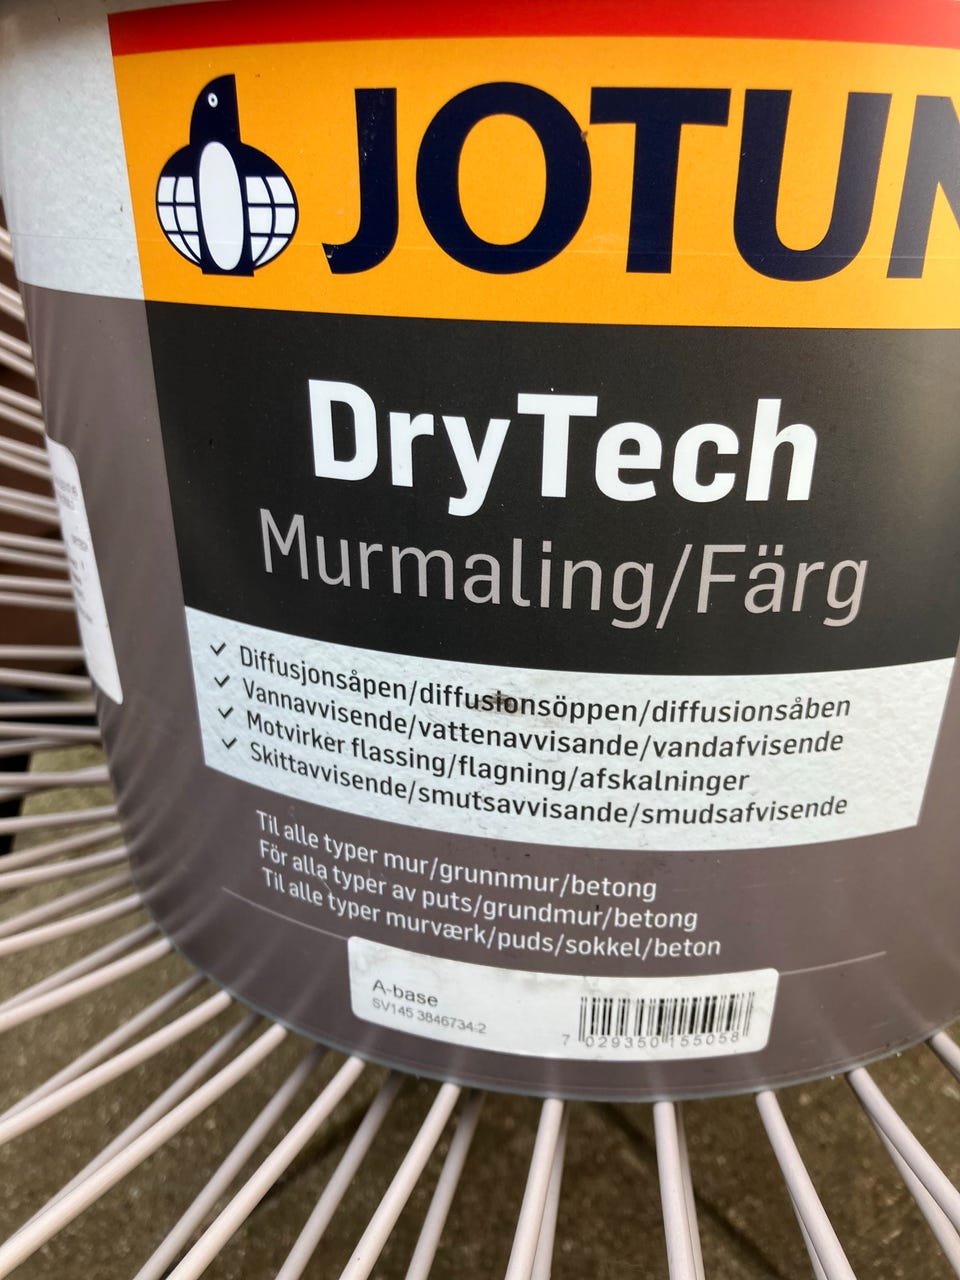 JOTUN
DryTech
Murmaling/Färg
✓ Diffusjonsåpen/diffusionsöppen/diffusionsåben
✓ Vannavvisende/vattenavvisande/vandafvisende
✓ Motvirker flassing/flagning/afskalninger
✓ Skittavvisende/smutsavvisande/smudsafvisende
Til alle typer mur/grunnmur/betong
För alla typer av puts/grundmur/betong
Til alle typer murværk/puds/sokkel/beton
A-base
SV145 3846734:2
7 029350 155058